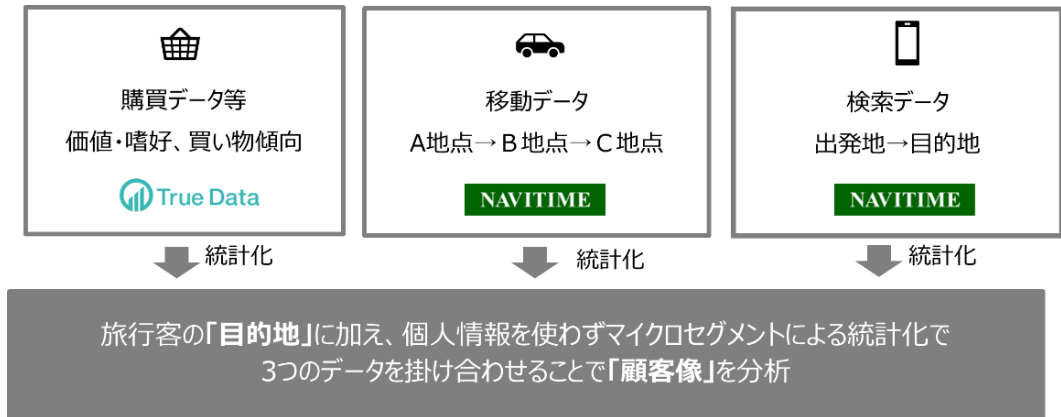 購買データ等
価値・嗜好、買い物傾向
True Data
移動データ
A地点→B地点→C地点
NAVITIME
検索データ
出発地→目的地
NAVITIME
統計化
統計化
統計化
旅行客の「目的地」に加え、個人情報を使わずマイクロセグメントによる統計化で
3つのデータを掛け合わせることで「顧客像」を分析